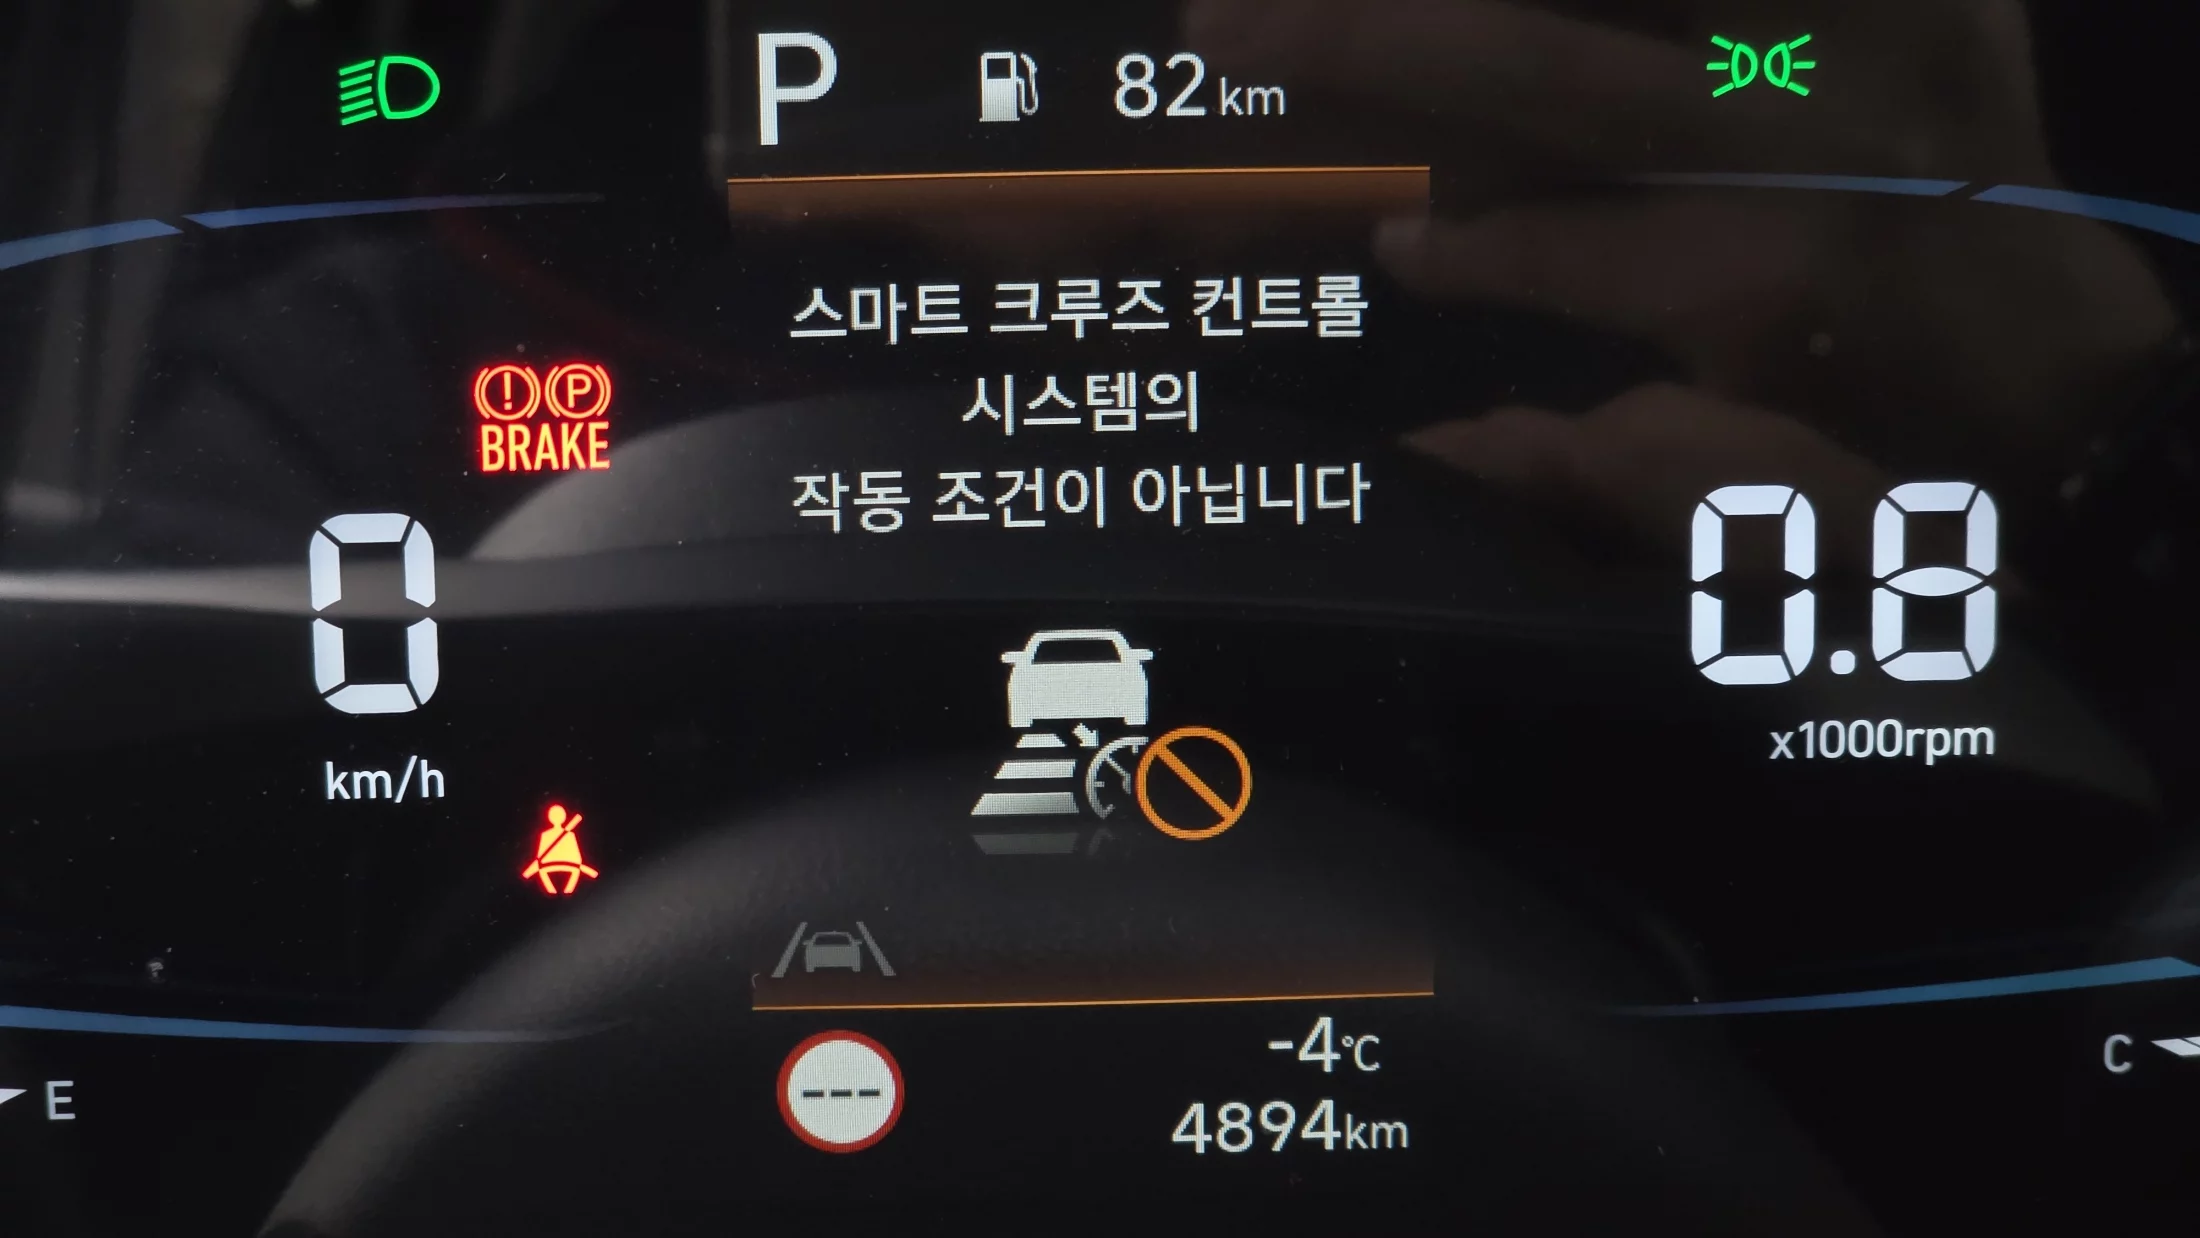 P 82km
스마트 크루즈 컨트롤
시스템의
작동 조건이 아닙니다
! P
BRAKE
0
km/h
0.8
x1000rpm
---
-4℃
4894km
E
C